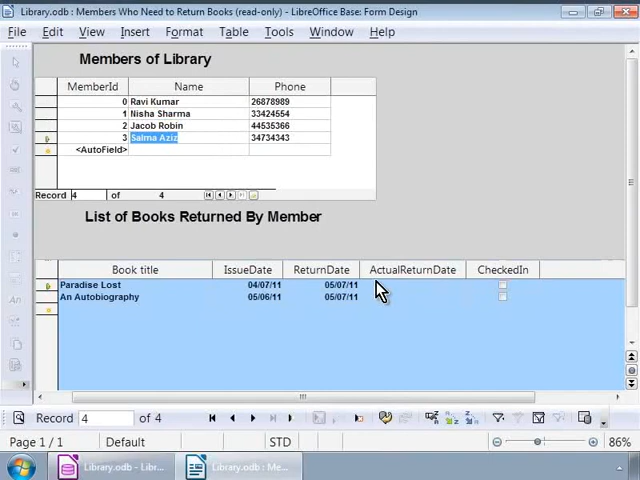 Library.odb : Members Who Need to Return Books (read-only) - LibreOffice Base: Form Design
File Edit View Insert Format Table Tools Window Help
Members of Library
MemberId Name Phone
0 Ravi Kumar 26878989
1 Nisha Sharma 33424554
2 Jacob Robin 44535366
3 Salma Aziz 34734343
<AutoField>
Record 4 of 4
List of Books Returned By Member
Book title IssueDate ReturnDate ActualReturnDate CheckedIn
Paradise Lost 04/07/11 05/07/11
An Autobiography 05/06/11 05/07/11
Record 4 of 4
Page 1 / 1 Default STD 86%
Library.odb - Libr... Library.odb : Me...